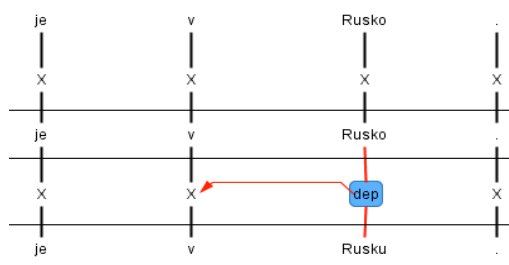 je v Rusko .
X X X X
je v Rusko .
X X dep X
je v Rusku .